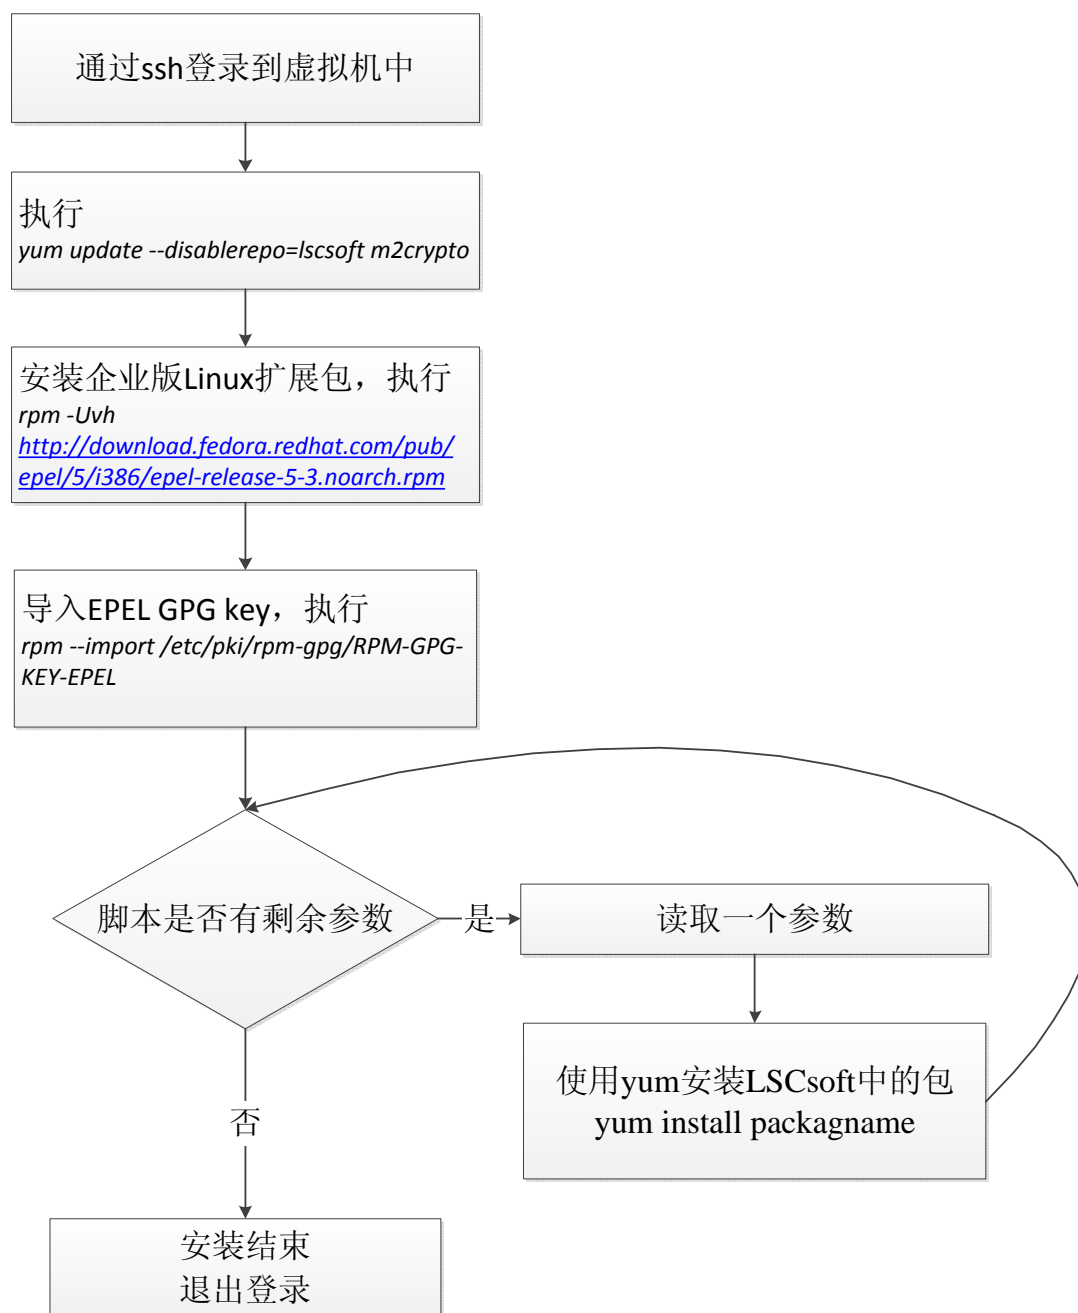 通过ssh登录到虚拟机中
执行
yum update --disablerepo=lscsoft m2crypto
安装企业版Linux扩展包，执行
rpm -Uvh
http://download.fedora.redhat.com/pub/
epel/5/i386/epel-release-5-3.noarch.rpm
导入EPEL GPG key，执行
rpm --import /etc/pki/rpm-gpg/RPM-GPG-
KEY-EPEL
脚本是否有剩余参数
是
读取一个参数
使用yum安装LSCsoft中的包
yum install packagname
否
安装结束
退出登录